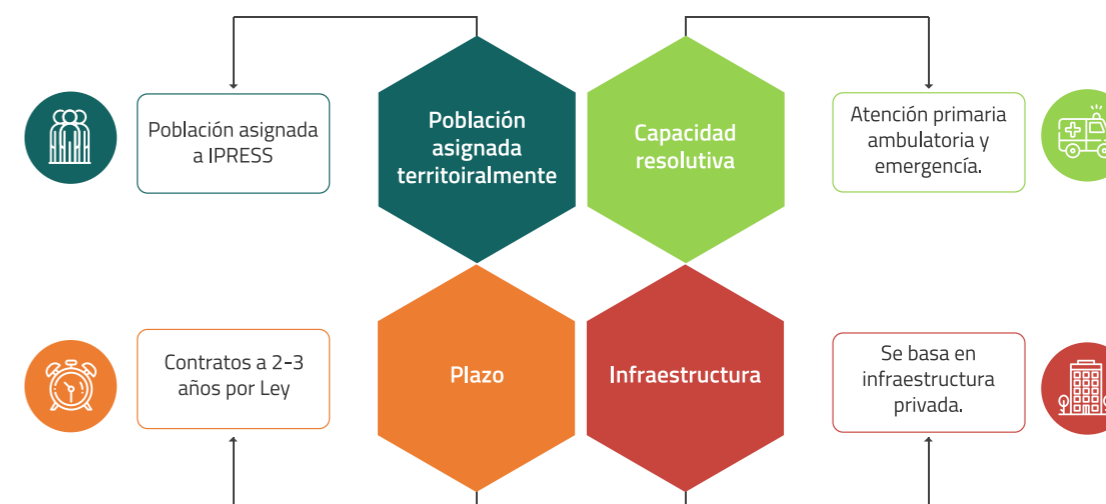 Población asignada
a IPRESS
Población
asignada
territoiralmente
Capacidad
resolutiva
Atención primaria
ambulatoria y
emergencía.
Contratos a 2-3
años por Ley
Plazo
Infraestructura
Se basa en
infraestructura
privada.